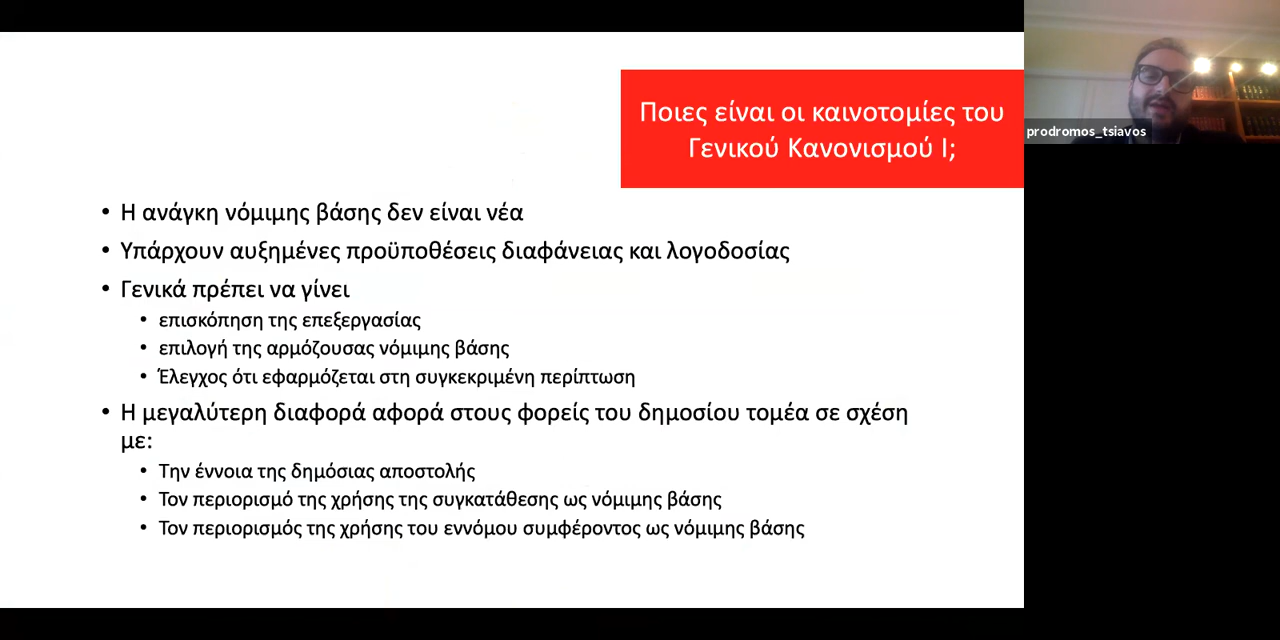 Ποιες είναι οι καινοτομίες του
Γενικού Κανονισμού Ι;
prodromos_tsiavos
• Η ανάγκη νόμιμης βάσης δεν είναι νέα
• Υπάρχουν αυξημένες προϋποθέσεις διαφάνειας και λογοδοσίας
• Γενικά πρέπει να γίνει
• επισκόπηση της επεξεργασίας
• επιλογή της αρμόζουσας νόμιμης βάσης
• Έλεγχος ότι εφαρμόζεται στη συγκεκριμένη περίπτωση
• Η μεγαλύτερη διαφορά αφορά στους φορείς του δημοσίου τομέα σε σχέση
με:
• Την έννοια της δημόσιας αποστολής
• Τον περιορισμό της χρήσης της συγκατάθεσης ως νόμιμης βάσης
• Τον περιορισμός της χρήσης του εννόμου συμφέροντος ως νόμιμης βάσης